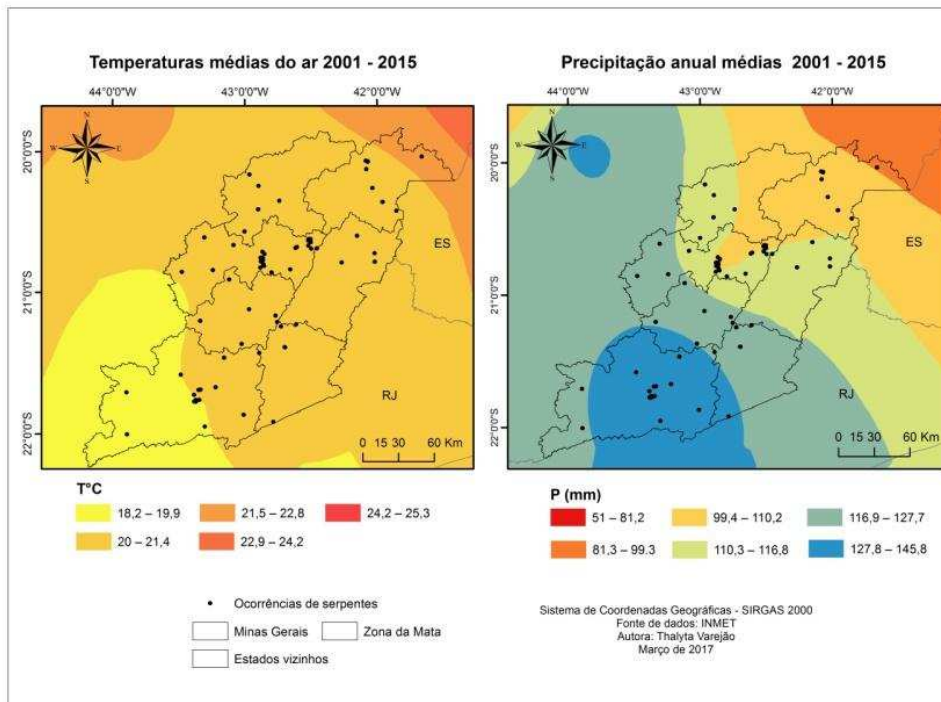 Temperaturas médias do ar 2001 - 2015
44°0'0"W 43°0'0"W 42°0'0"W
20°0'0"S
21°0'0"S
22°0'0"S
N
W E
S
ES
RJ
0 15 30 60 Km
T°C
18,2 – 19,9
21,5 – 22,8
24,2 – 25,3
20 – 21,4
22,9 – 24,2
Precipitação anual médias 2001 - 2015
44°0'0"W 43°0'0"W 42°0'0"W
20°0'0"S
21°0'0"S
22°0'0"S
N
W E
S
ES
RJ
0 15 30 60 Km
P (mm)
51 – 81,2
99,4 – 110,2
116,9 – 127,7
81,3 – 99.3
110,3 – 116,8
127,8 – 145,8
Ocorrências de serpentes
Minas Gerais
Zona da Mata
Estados vizinhos
Sistema de Coordenadas Geográficas - SIRGAS 2000
Fonte de dados: INMET
Autora: Thalyta Varejão
Março de 2017